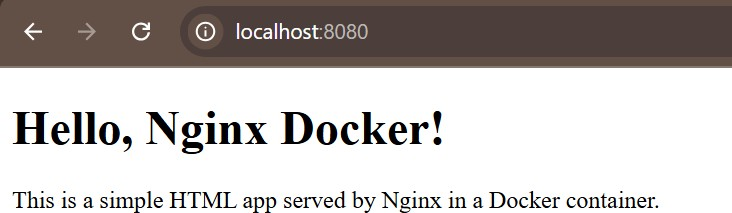 localhost:8080
Hello, Nginx Docker!
This is a simple HTML app served by Nginx in a Docker container.